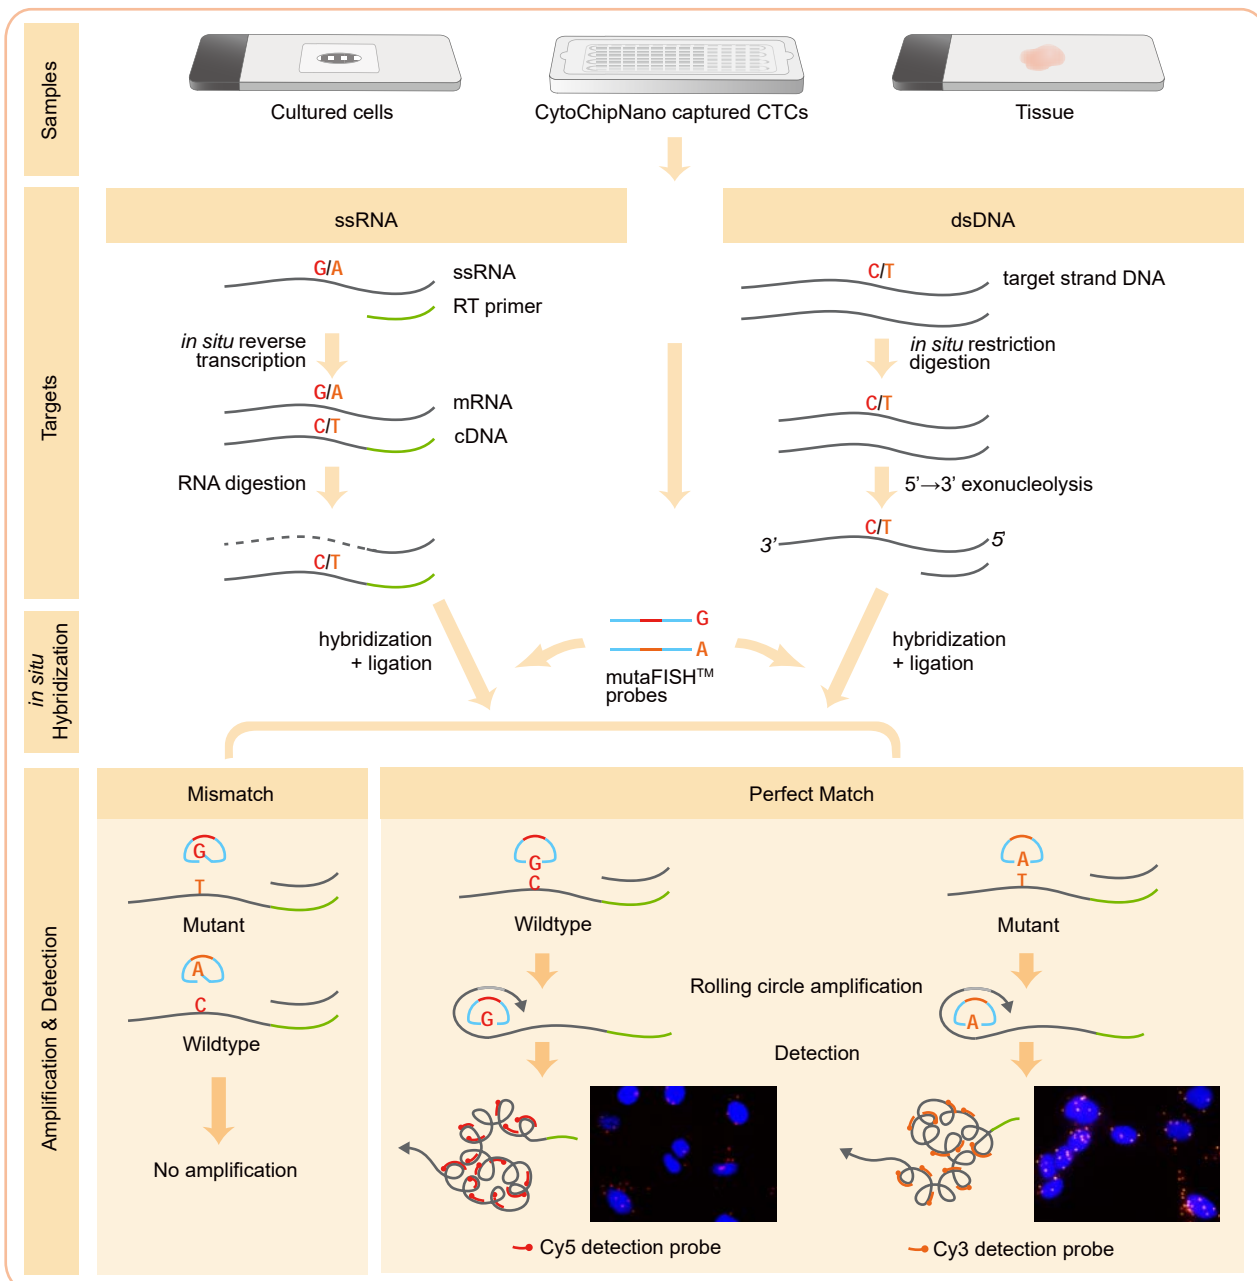 Samples
Cultured cells
CytoChipNano captured CTCs
Tissue
Targets
ssRNA
dsDNA
G/A
ssRNA
RT primer
C/T
target strand DNA
in situ reverse
transcription
in situ restriction
digestion
G/A
mRNA
C/T
cDNA
C/T
RNA digestion
5’→3’ exonucleolysis
C/T
C/T
3’
5’
in situ
Hybridization
hybridization
+ ligation
G
A
mutaFISH™
probes
hybridization
+ ligation
Amplification & Detection
Mismatch
Perfect Match
G
T
Mutant
A
C
Wildtype
No amplification
G
C
Wildtype
A
T
Mutant
Rolling circle amplification
G
A
Detection
Cy5 detection probe
Cy3 detection probe